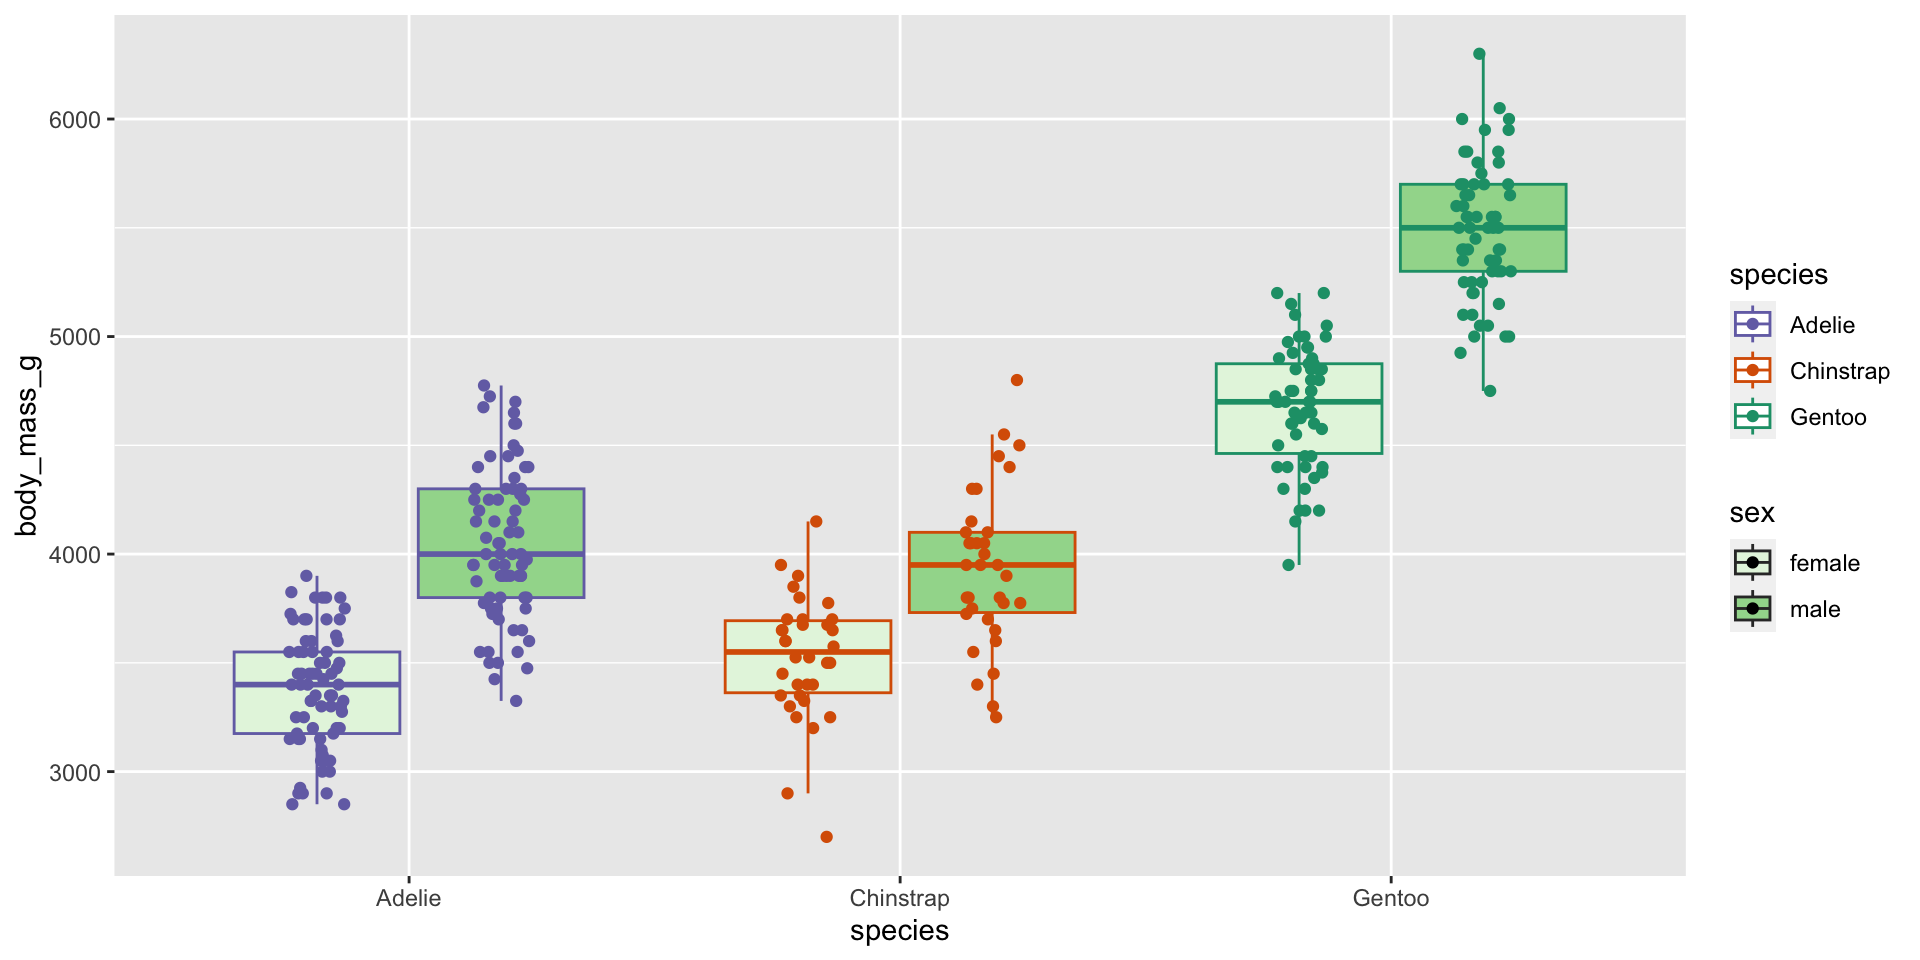 body_mass_g
6000
5000
4000
3000
Adelie
Chinstrap
Gentoo
species
species
Adelie
Chinstrap
Gentoo
sex
female
male